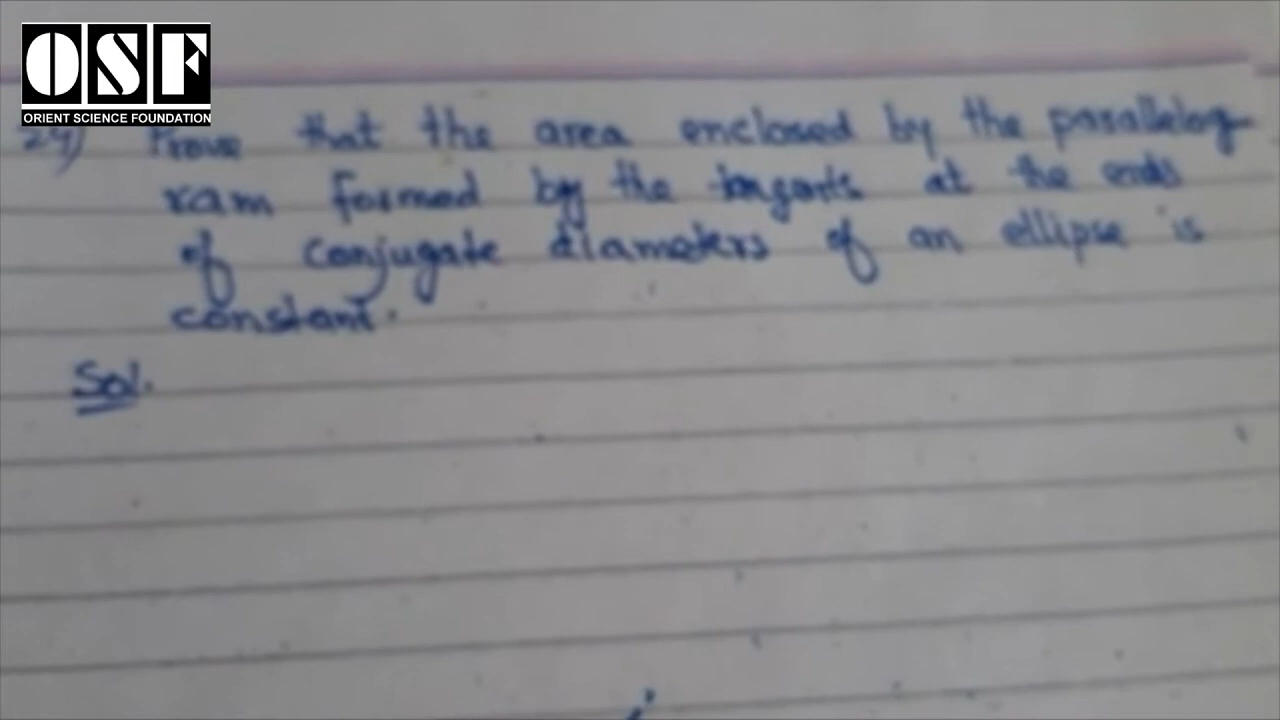 OSF
ORIENT SCIENCE FOUNDATION
24) Prove that the area enclosed by the parallelog-
ram formed by the tangents at the ends
of conjugate diameters of an ellipse is
constant.
Sol.